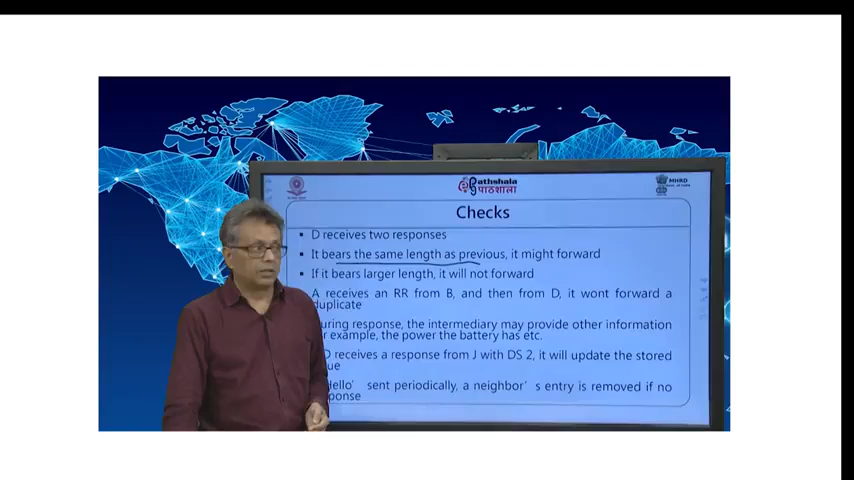 Pathshala
पाठशाला
MHRD
Govt. of India
Checks
▪ D receives two responses
▪ It bears the same length as previous, it might forward
▪ If it bears larger length, it will not forward
A receives an RR from B, and then from D, it wont forward a
duplicate
uring response, the intermediary may provide other information
r example, the power the battery has etc.
D receives a response from J with DS 2, it will update the stored
ue
ello' sent periodically, a neighbor's entry is removed if no
ponse